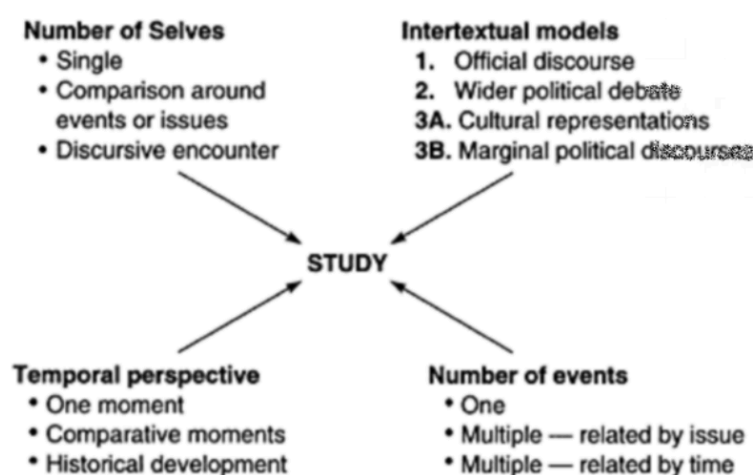 Number of Selves
• Single
• Comparison around
events or issues
• Discursive encounter
Intertextual models
1. Official discourse
2. Wider political debate
3A. Cultural representations
3B. Marginal political discourses
STUDY
Temporal perspective
• One moment
• Comparative moments
• Historical development
Number of events
• One
• Multiple — related by issue
• Multiple — related by time